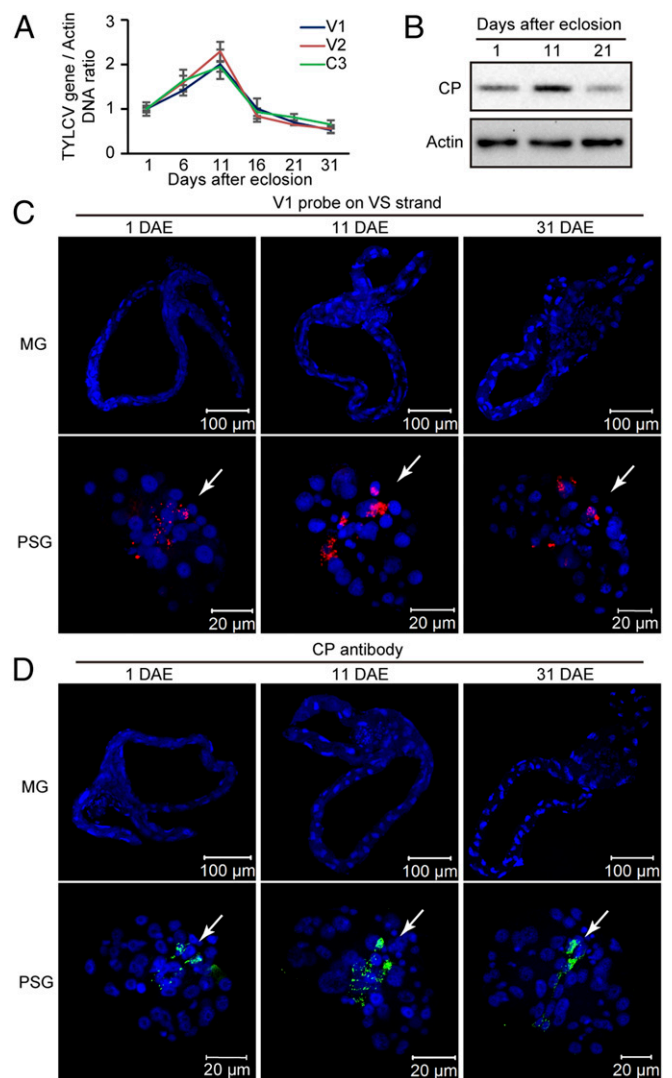 A
TYLCV gene / Actin
DNA ratio
3
2
1
0
V1
V2
C3
1 6 11 16 21 31
Days after eclosion
B
Days after eclosion
1 11 21
CP
Actin
C
V1 probe on VS strand
1 DAE 11 DAE 31 DAE
MG
100 µm 100 µm 100 µm
PSG
20 µm 20 µm 20 µm
D
CP antibody
1 DAE 11 DAE 31 DAE
MG
100 µm 100 µm 100 µm
PSG
20 µm 20 µm 20 µm